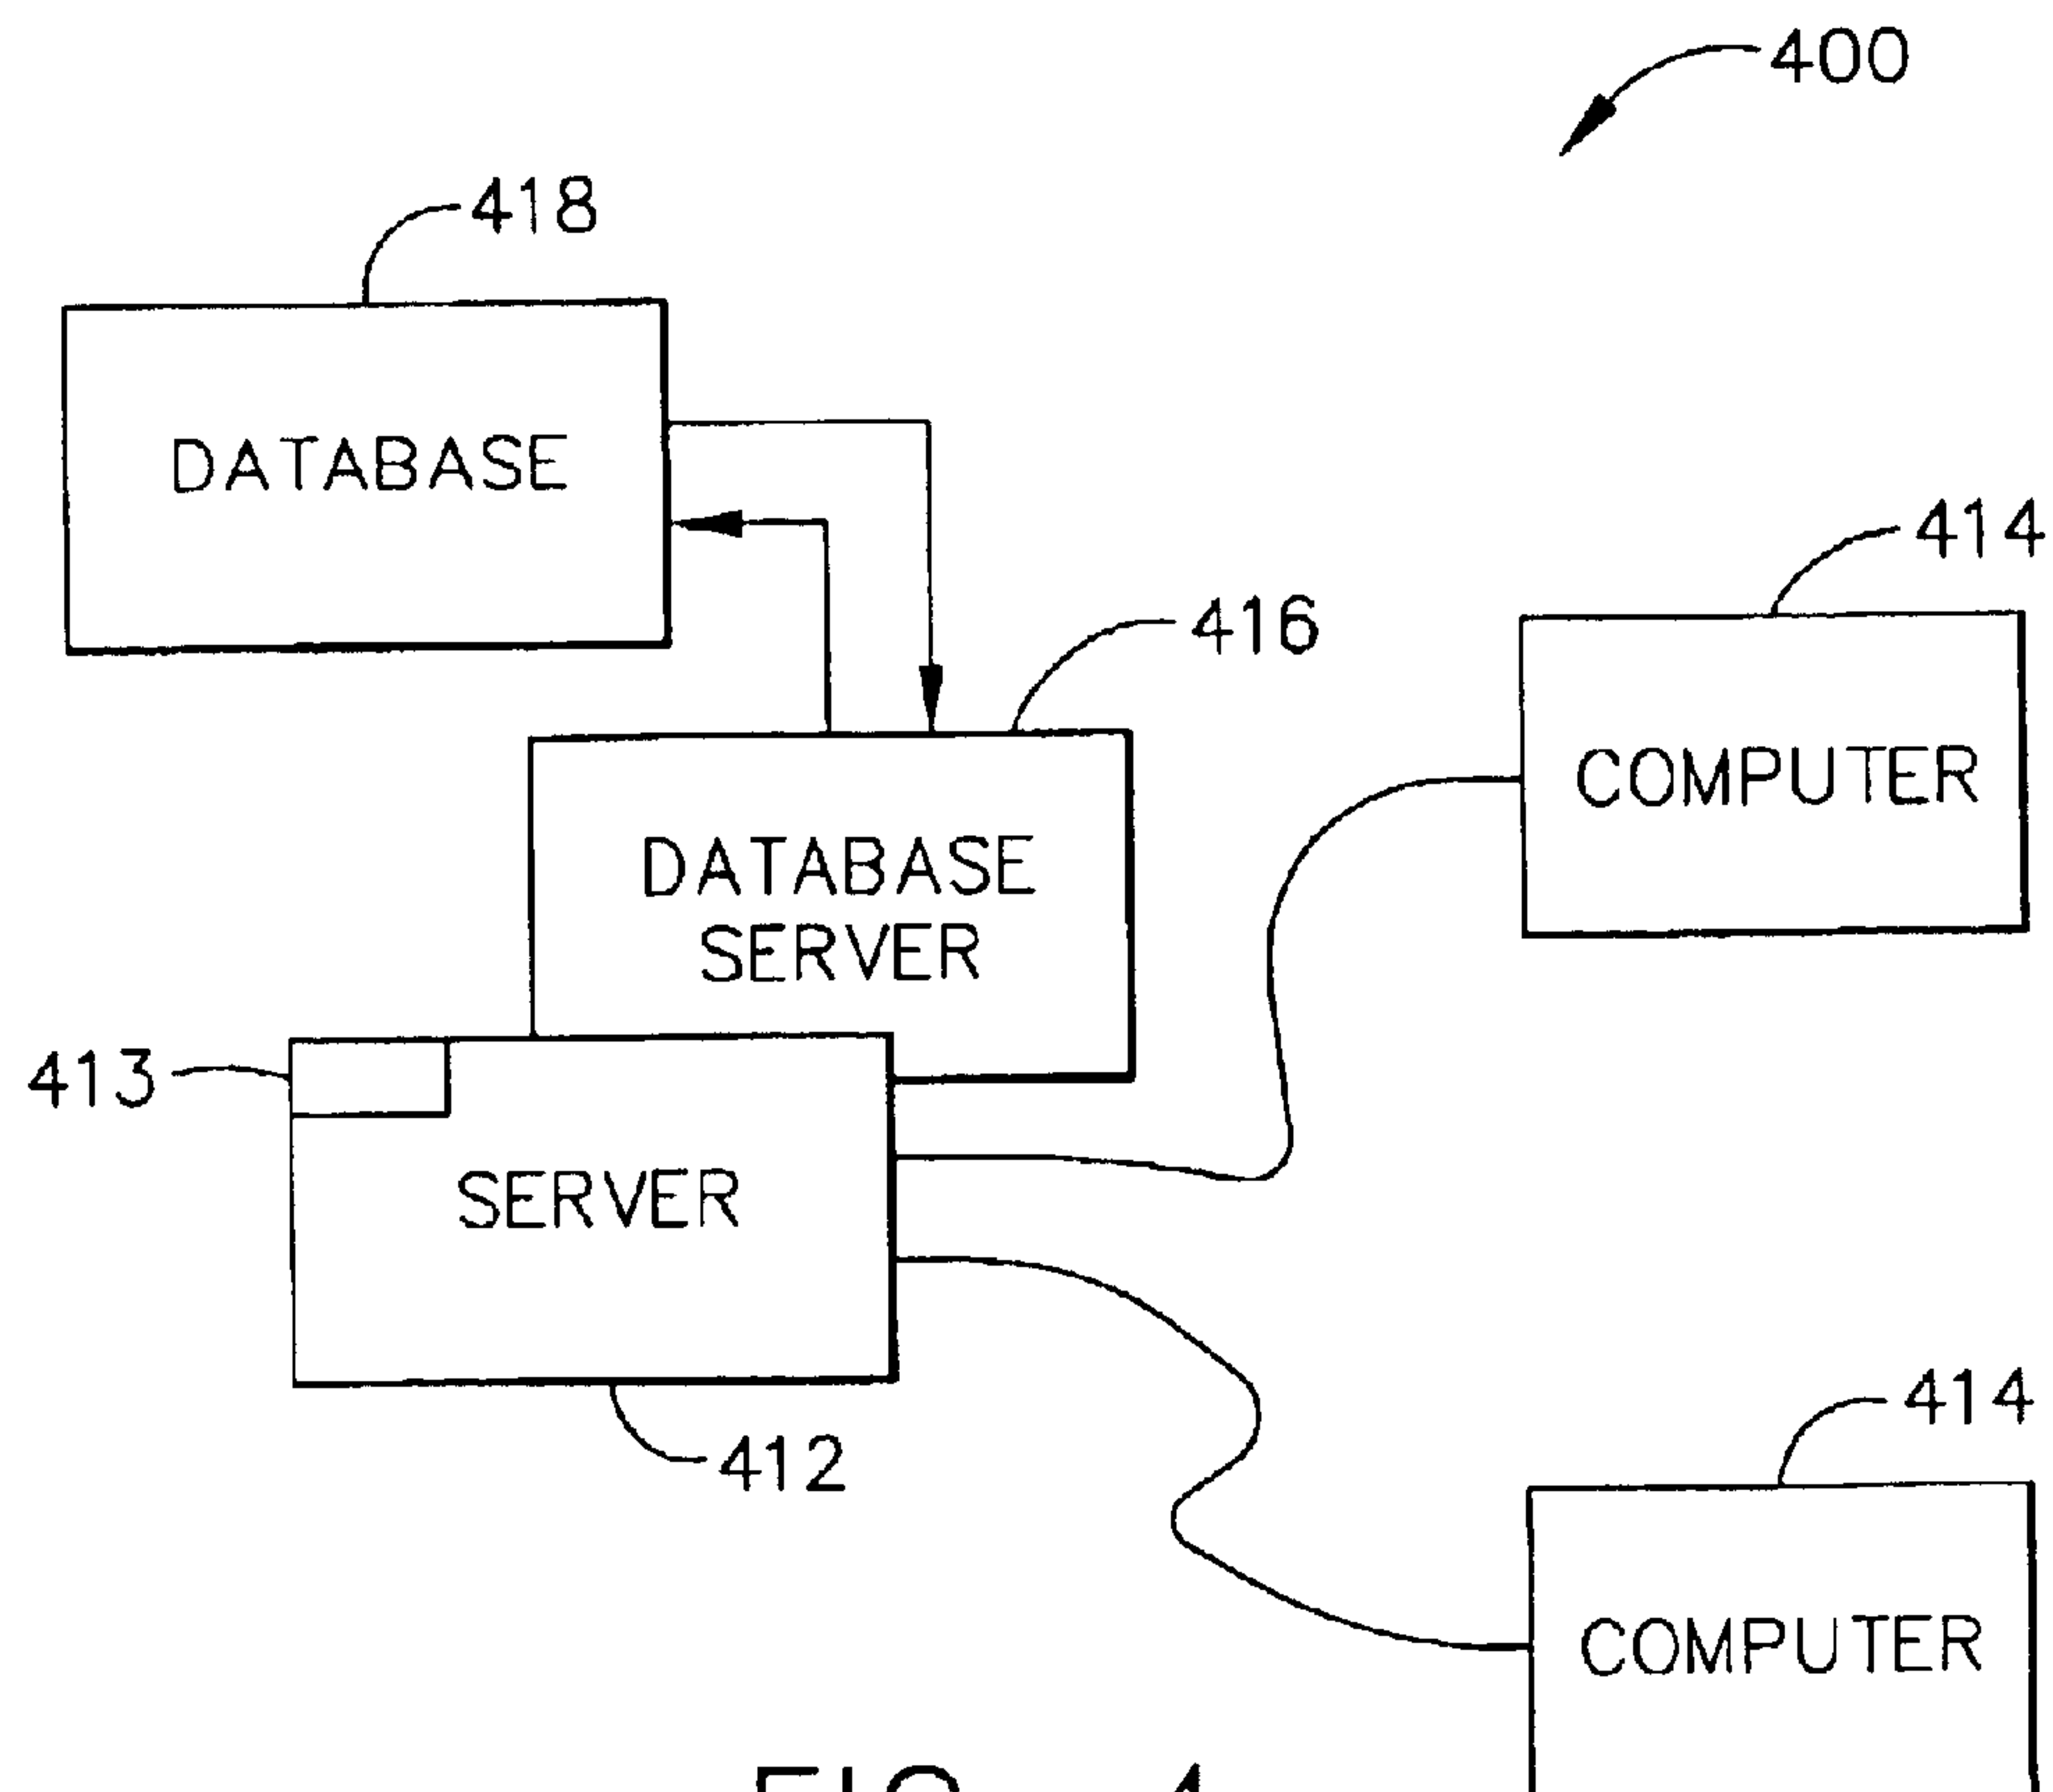 400
418
DATABASE
414
416
COMPUTER
DATABASE
SERVER
413
SERVER
412
414
COMPUTER